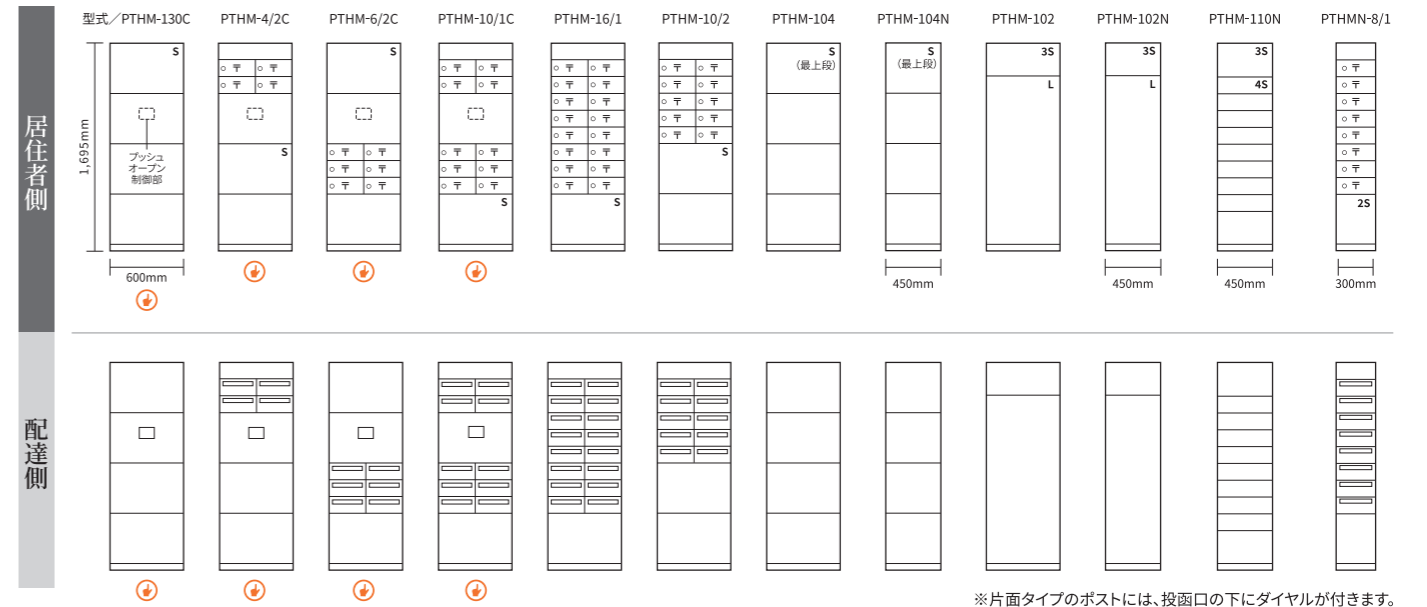 型式／PTHM-130C PTHM-4/2C PTHM-6/2C PTHM-10/1C PTHM-16/1 PTHM-10/2 PTHM-104 PTHM-104N PTHM-102 PTHM-102N PTHM-110N PTHMN-8/1
居住者側
1,695mm
S
プッシュ
オープン
制御部
600mm
〒 〒
〒 〒
S
S
〒 〒
〒 〒
〒 〒
〒 〒
〒 〒
〒 〒
〒 〒
〒 〒
S
〒 〒
〒 〒
〒 〒
〒 〒
〒 〒
〒 〒
〒 〒
〒 〒
S
〒 〒
〒 〒
〒 〒
〒 〒
〒 〒
S
S
（最上段）
S
（最上段）
450mm
3S
L
3S
L
450mm
3S
4S
450mm
〒
〒
〒
〒
〒
〒
〒
〒
2S
300mm
配達側
※片面タイプのポストには、投函口の下にダイヤルが付きます。